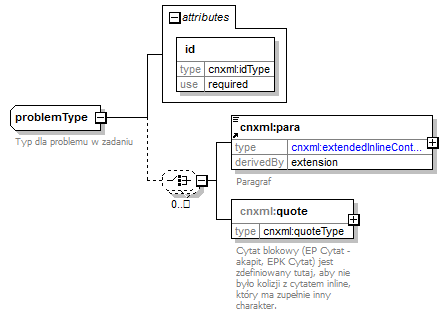 attributes
id
type cnxml:idType
use required
problemType
Typ dla problemu w zadaniu
cnxml:para
type cnxml:extendedInlineCont...
derivedBy extension
Paragraf
0..
cnxml:quote
type cnxml:quoteType
Cytat blokowy (EP Cytat -
akapit, EPK Cytat) jest
zdefiniowany tutaj, aby nie
było kolizji z cytatem inline,
który ma zupełnie inny
charakter.